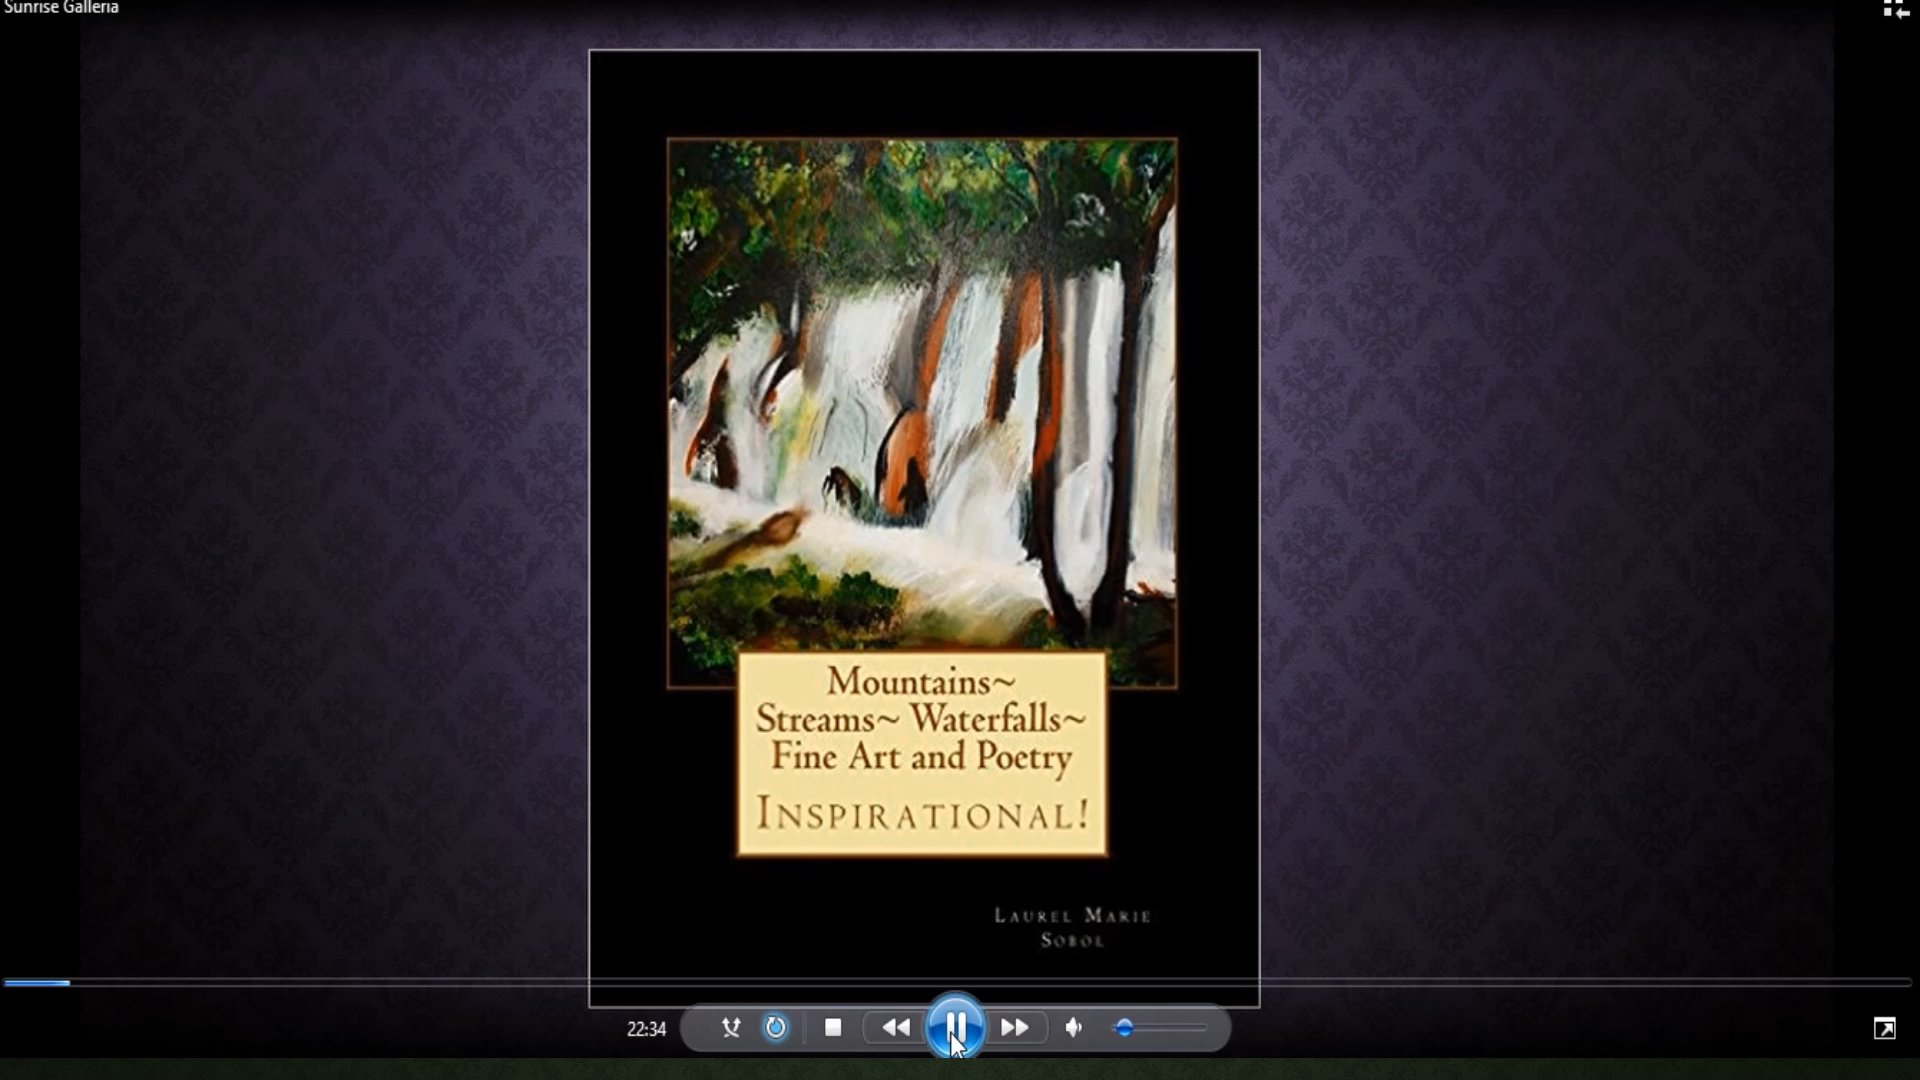 Sunrise Galleria
Mountains~
Streams~ Waterfalls~
Fine Art and Poetry
Inspirational!
Laurel Marie
Sobol
22:34